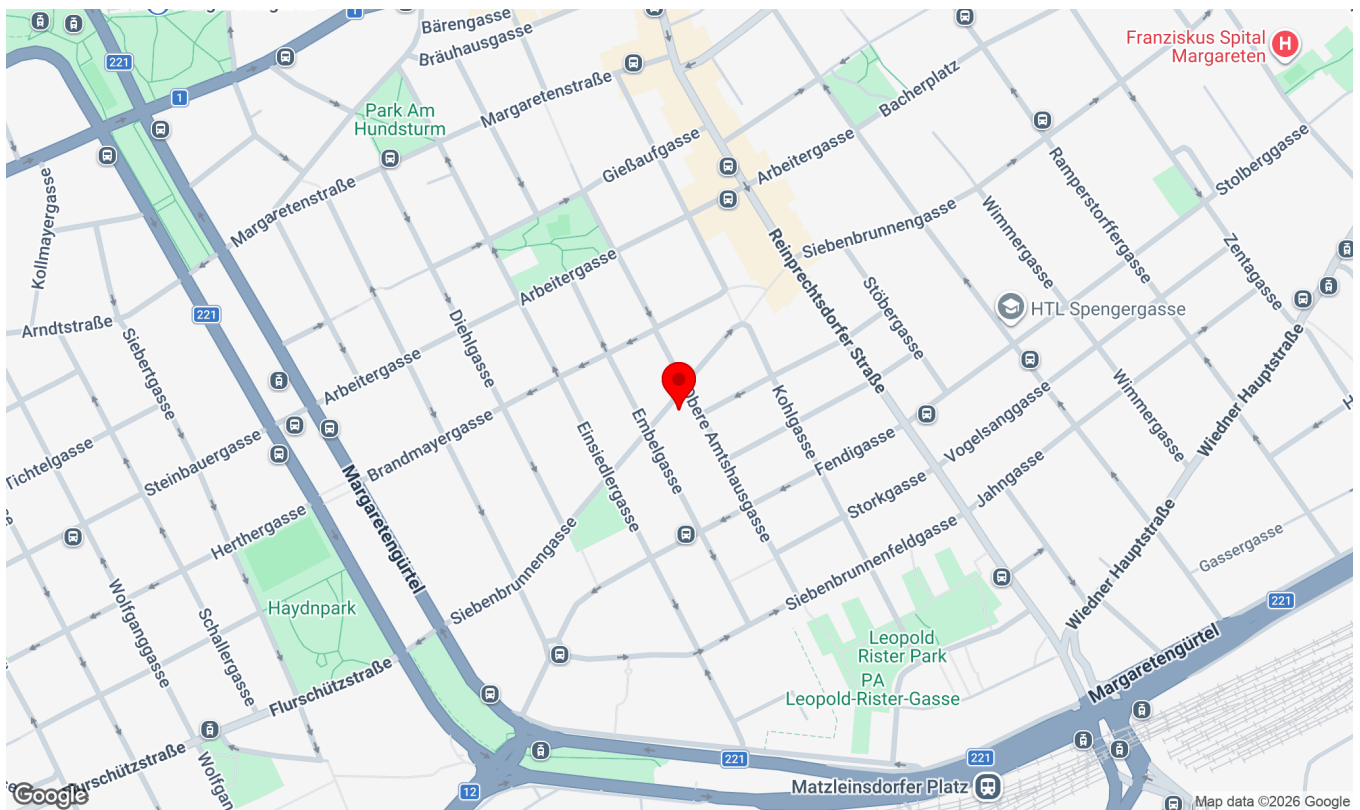 Bärengasse
1
Bräuhausgasse
221
Franziskus Spital
Margareten
H
1
Park Am
Hundsturm
Margaretenstraße
Bacherplatz
Gießaufgasse
Arbeitergasse
Ramperstorffergasse
Stolberggasse
Kollmayergasse
Margaretenstraße
Wimmergasse
Siebenbrunnengasse
Reinprechtsdorfer Straße
Zentagasse
Arbeitergasse
Stöbergasse
221
Arndtstraße
HTL Spengergasse
Siebertgasse
Diehlgasse
Arbeitergasse
Wiedner Hauptstraße
Wimmergasse
Kohlgasse
Obere Amtshausgasse
Embelgasse
Einsiedlergasse
Brandmayergasse
Vogelsanggasse
Fendigasse
Steinbauergasse
Tichtelgasse
Storkgasse
Jahngasse
Margaretengürtel
Herthergasse
Siebenbrunnenfeldgasse
Siebenbrunnengasse
Gassergasse
Wiedner Hauptstraße
Haydnpark
221
Wolfganggasse
Schallergasse
Leopold
Rister Park
PA
Leopold-Rister-Gasse
Margaretengürtel
Flurschützstraße
Flurschützstraße
221
221
Matzleinsdorfer Platz
12
Google
Map data ©2026 Google